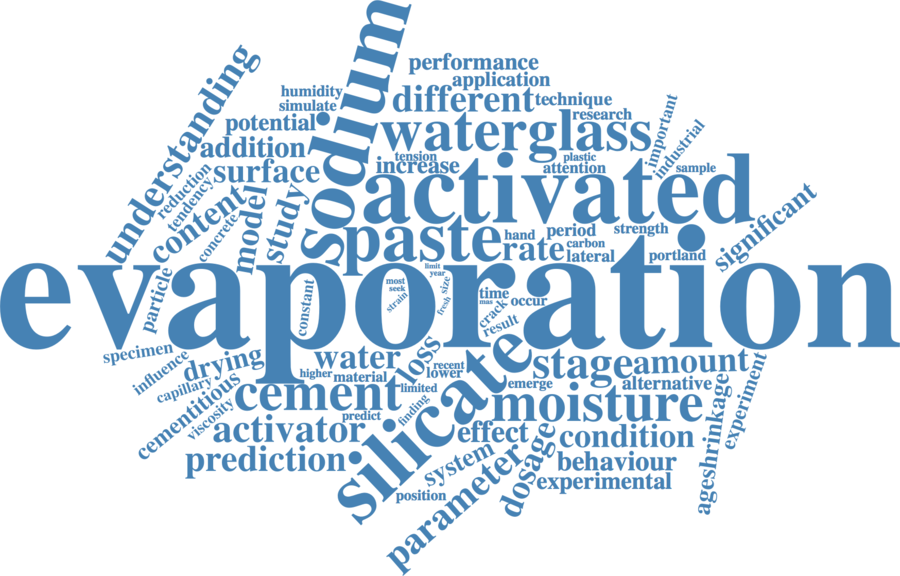 sodium
performance
understanding
application
humidity
different
technique
simulate
research
potential
waterglass
important
industrial
addition
tension
plastic
increase
attention
sample
surface
activated
reduction
tendency
content
concrete
model
study
significant
paste
hand
period
strength
rate
carbon
lateral
portland
evaporation
particle
constant
limit
year
most
seek
strain
size
fresh
time
mas
occur
crack
result
specimen
influence
drying
water
loss
silicate
stage
amount
experiment
capillary
higher
material
recent
lower
limited
emerge
alternative
ageshrinkage
cementitious
viscosity
cement
moisture
predict
finding
activator
effect
condition
prediction
system
dosage
behaviour
parameter
experimental
position